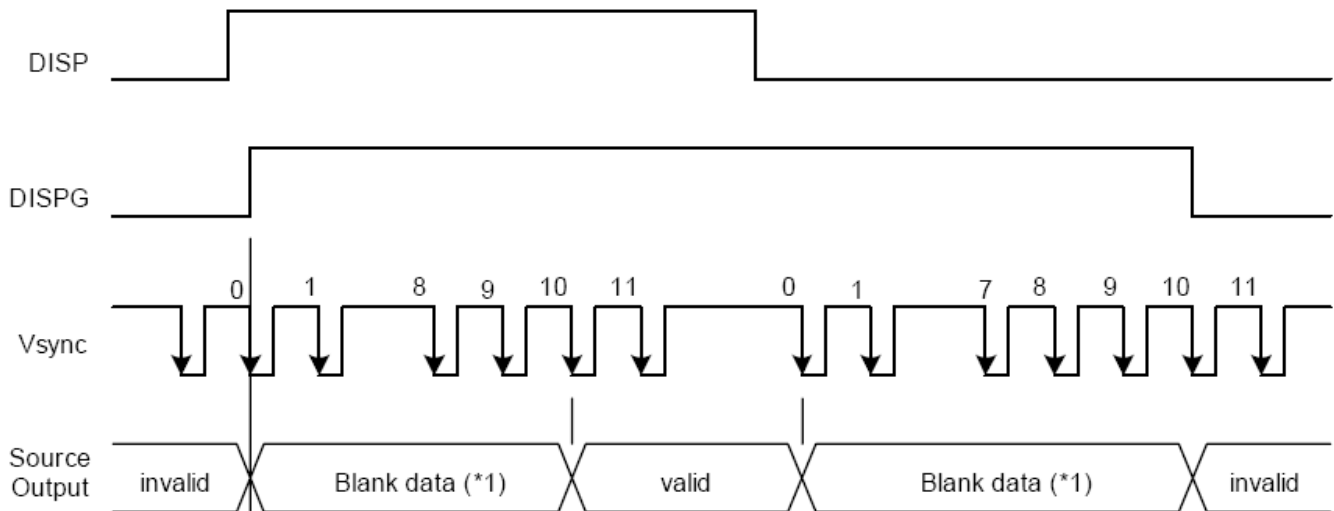 DISP
DISPG
0 1 8 9 10 11 0 1 7 8 9 10 11
Vsync
Source
Output
invalid Blank data (*1) valid Blank data (*1) invalid